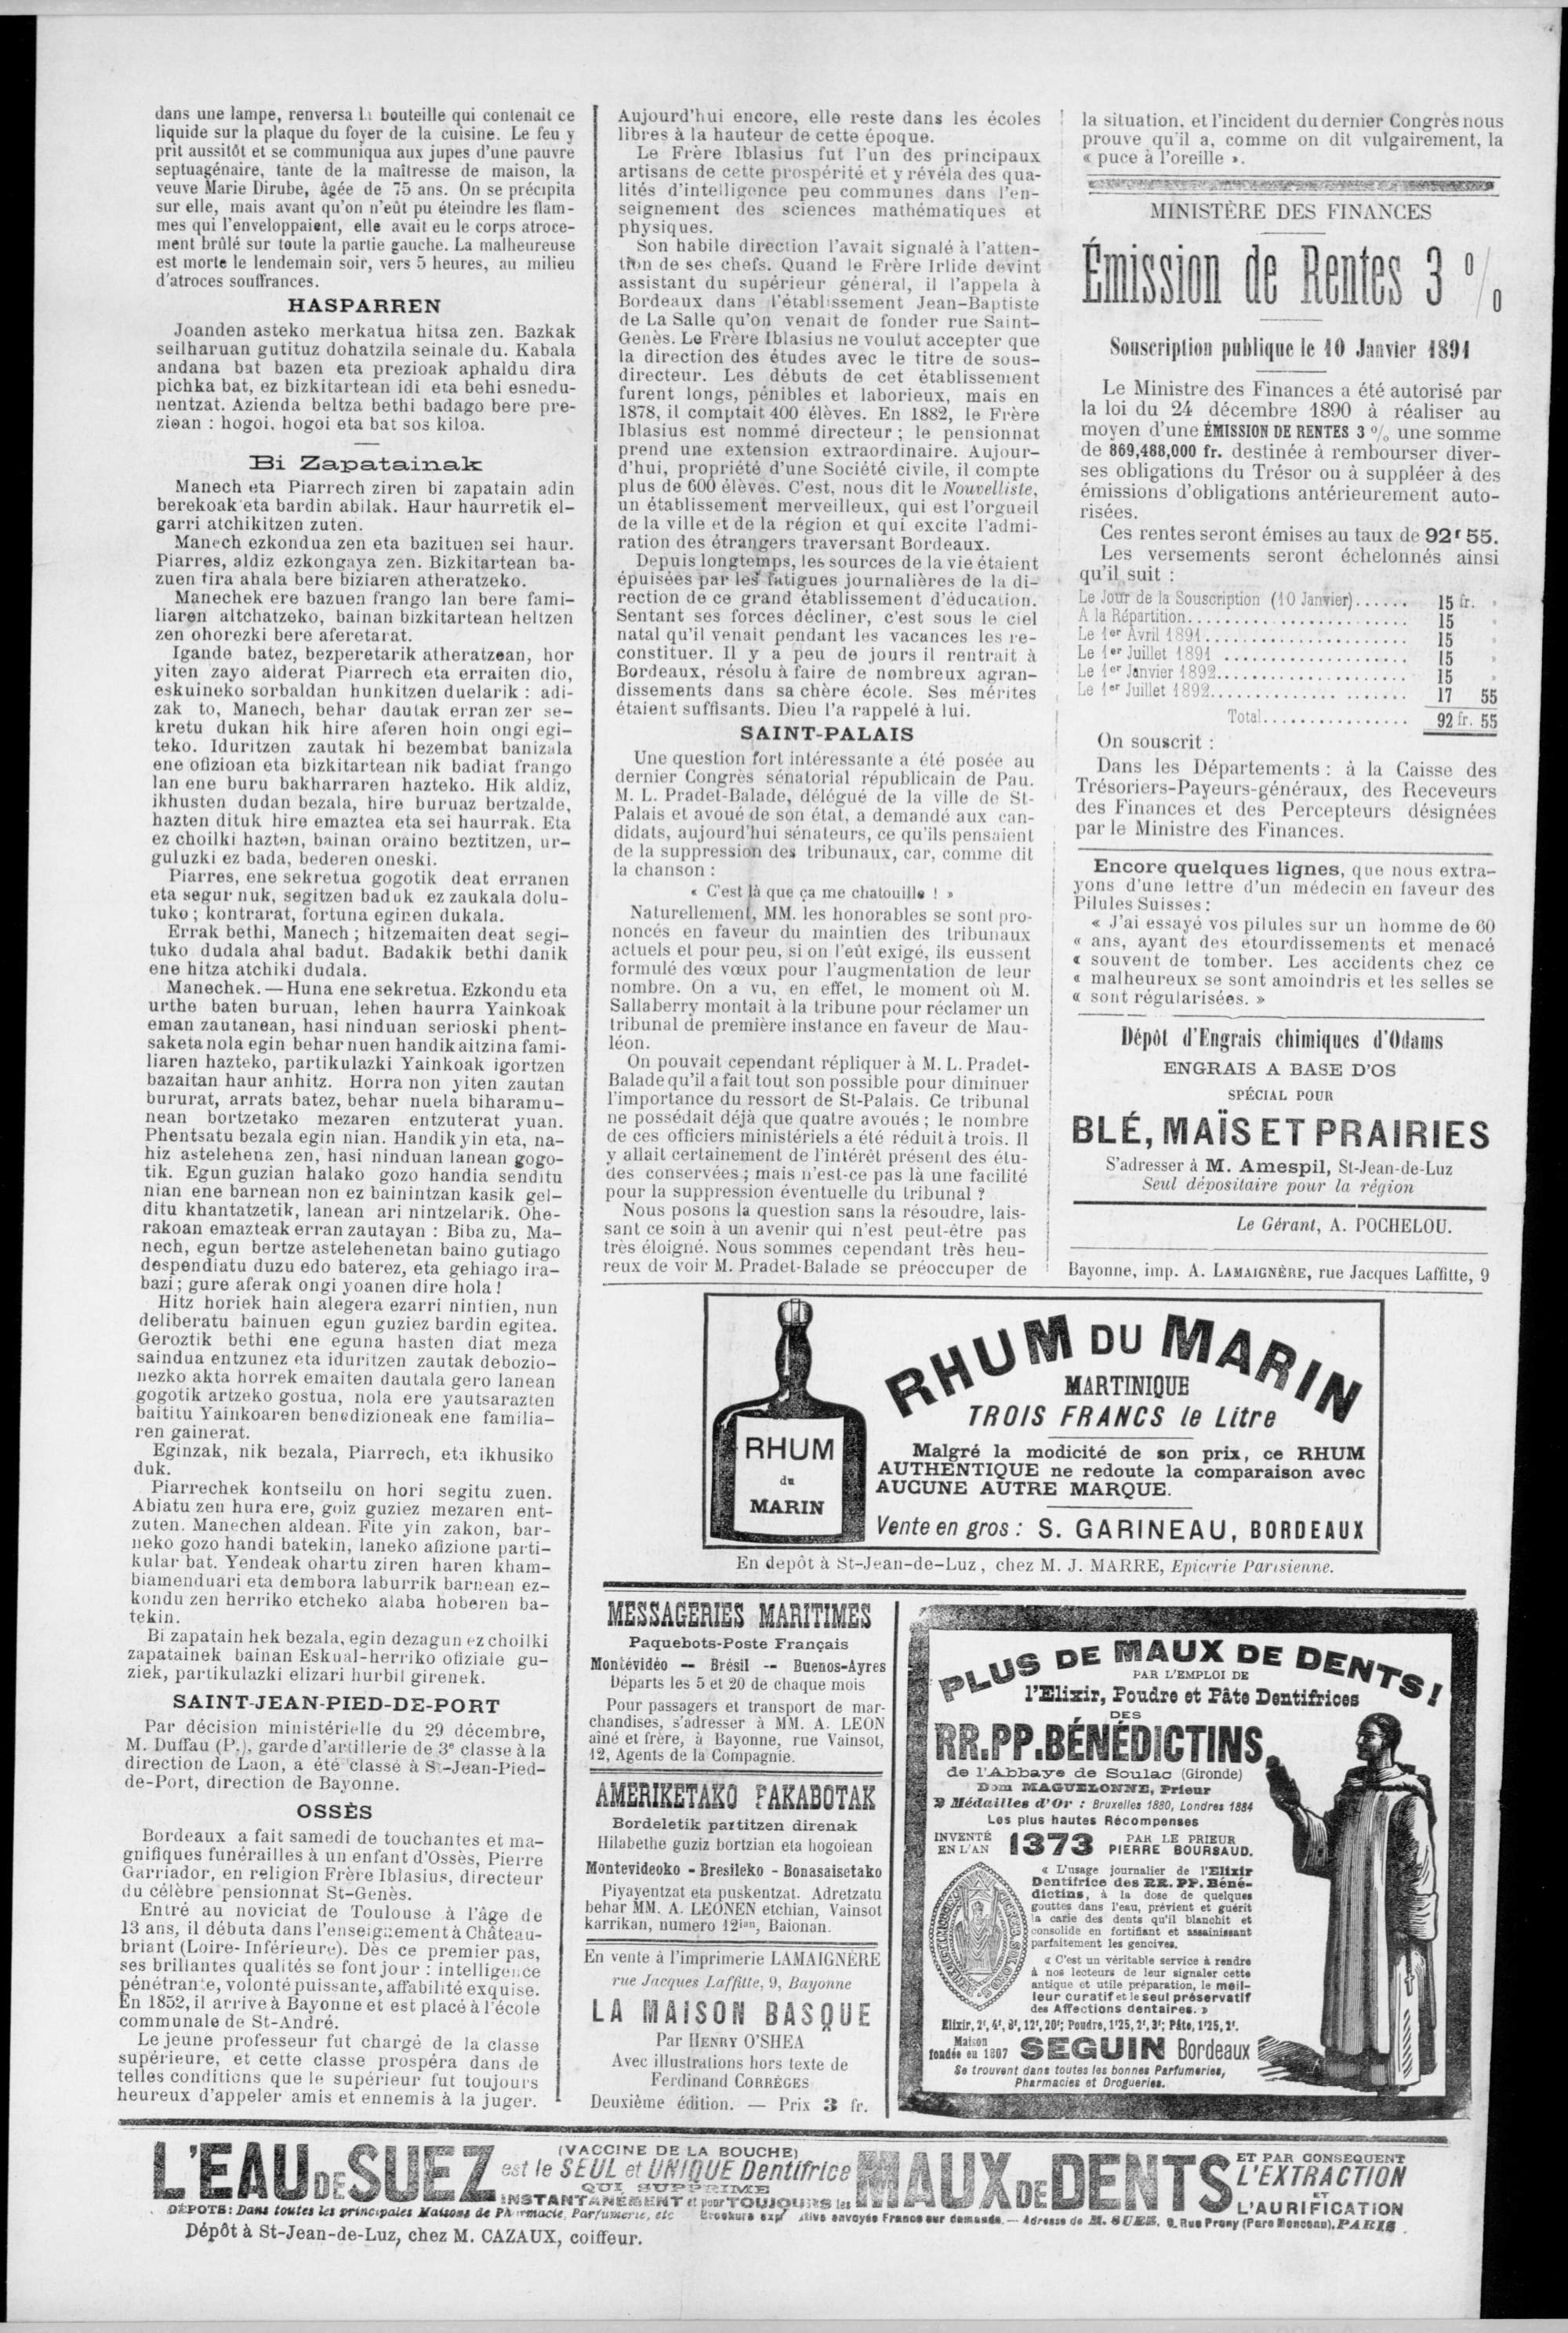 dans une lampe, renversa la bouteille qui contenait ce
liquide sur la plaque du foyer de la cuisine. Le feu y
prit aussitôt et se communiqua aux jupes d'une pauvre
septuagénaire, tante de la maîtresse de maison, la
veuve Marie Dirube, âgée de 75 ans. On se précipita
sur elle, mais avant qu'on n'eût pu éteindre les flam-
mes qui l'enveloppaient, elle avait eu le corps atroce-
ment brûlé sur toute la partie gauche. La malheureuse
est morte le lendemain soir, vers 5 heures, au milieu
d'atroces souffrances.
HASPARREN
Joanden asteko merkatua hitsa zen. Bazkak
seilharuan gutituz dohatzila seinale du. Kabala
andana bat bazen eta prezioak aphaldu dira
pichka bat, ez bizkitartean idi eta behi esnedu-
nentzat. Azienda beltza bethi badago bere pre-
zioan : hogoi, hogoi eta bat sos kiloa.
Bi Zapatainak
Manech eta Piarrech ziren bi zapatain adin
berekoak eta bardin abilak. Haur haurretik el-
garri atchikitzen zuten.
Manech ezkondua zen eta bazituen sei haur.
Piarres, aldiz ezkongaya zen. Bizkitartean ba-
zuen tira ahala bere biziaren atheratzeko.
Manechek ere bazuen frango lan bere fami-
liaren altchatzeko, bainan bizkitartean heltzen
zen ohorezki bere aferetarat.
Igande batez, bezperetarik atheratzean, hor
yiten zayo alderat Piarrech eta erraiten dio,
eskuineko sorbaldan hunkitzen duelarik : adi-
zak to, Manech, behar dautak erran zer se-
kretu dukan hik hire aferen hoin ongi egi-
teko. Iduritzen zautak hi bezembat banizala
ene ofizioan eta bizkitartean nik badiat frango
lan ene buru bakharraren hazteko. Hik aldiz,
ikhusten dudan bezala, hire buruaz bertzalde,
hazten dituk hire emaztea eta sei haurrak. Eta
ez choilki hazten, bainan oraino beztitzen, ur-
guluzki ez bada, bederen oneski.
Piarres, ene sekretua gogotik deat erranen
eta segur nuk, segitzen baduk ez zaukala dolu-
tuko ; kontrarat, fortuna eginen dukala.
Errak bethi, Manech ; hitzemaiten deat segi-
tuko dudala ahal badut. Badakik bethi danik
ene hitza atchiki dudala.
Manechek. — Huna ene sekretua. Ezkondu eta
urthe baten buruan, lehen haurra Yainkoak
eman zautanean, hasi ninduan serioski phent-
saketa nola egin behar nuen handik aitzina fami-
liaren hazteko, partikulazki Yainkoak igortzen
bazaitan haur anhitz. Horra non yiten zautan
bururat, arrats batez, behar nuela biharamu-
nean bortzetako mezaren entzuterat yuan.
Phentsatu bezala egin nian. Handik yin eta, na-
hiz astelehena zen, hasi ninduan lanean gogo-
tik. Egun guzian halako gozo handia senditu
nian ene barnean non ez bainintzan kasik gel-
ditu khantatzetik, lanean ari nintzelarik. Ohe-
rakoan emazteak erran zautayan : Biba zu, Ma-
nech, egun bertze astelehenetan baino gutiago
despendiatu duzu edo baterez, eta gehiago ira-
bazi ; gure aferak ongi yoanen dire hola !
Hitz horiek hain alegera ezarri nintien, nun
deliberatu bainuen egun guziez bardin egitea.
Geroztik bethi ene eguna hasten diat meza
saindua entzunez eta iduritzen zautak debozio-
nezko akta horrek emaiten dautala gero lanean
gogotik artzeko gostua, nola ere yautsarazten
baititu Yainkoaren benedizioneak ene familia-
ren gainerat.
Eginzak, nik bezala, Piarrech, eta ikhusiko
duk.
Piarrechek kontseilu on hori segitu zuen.
Abiatu zen hura ere, goiz guziez mezaren ent-
zuten. Manechen aldean. Fite yin zakon, bar-
neko gozo handi batekin, laneko afizione parti-
kular bat. Yendeak ohartu ziren haren kham-
biamenduari eta dembora laburrik barnean ez-
kondu zen herriko etcheko alaba hoberen ba-
tekin.
Bi zapatain hek bezala, egin dezagun ez choilki
zapatainek bainan Eskual-herriko ofiziale gu-
ziek, partikulazki elizari hurbil girenek.
SAINT-JEAN-PIED-DE-PORT
Par décision ministérielle du 29 décembre,
M. Duffau (P.), garde d'artillerie de 3e classe à la
direction de Laon, a été classé à St-Jean-Pied-
de-Port, direction de Bayonne.
OSSÈS
Bordeaux a fait samedi de touchantes et ma-
gnifiques funérailles à un enfant d'Ossès, Pierre
Garriador, en religion Frère Iblasius, directeur
du célèbre pensionnat St-Genès.
Entré au noviciat de Toulouse à l'âge de
13 ans, il débuta dans l'enseignement à Château-
briant (Loire-Inférieure). Dès ce premier pas,
ses brillantes qualités se font jour : intelligence
pénétrante, volonté puissante, affabilité exquise.
En 1852, il arrive à Bayonne et est placé à l'école
communale de St-André.
Le jeune professeur fut chargé de la classe
supérieure, et cette classe prospéra dans de
telles conditions que le supérieur fut toujours
heureux d'appeler amis et ennemis à la juger.
Aujourd'hui encore, elle reste dans les écoles
libres à la hauteur de cette époque.
Le Frère Iblasius fut l'un des principaux
artisans de cette prospérité et y révéla des qua-
lités d'intelligence peu communes dans l'en-
seignement des sciences mathématiques et
physiques.
Son habile direction l'avait signalé à l'atten-
tion de ses chefs. Quand le Frère Irlide devint
assistant du supérieur général, il l'appela à
Bordeaux dans l'établissement Jean-Baptiste
de La Salle qu'on venait de fonder rue Saint-
Genès. Le Frère Iblasius ne voulut accepter que
la direction des études avec le titre de sous-
directeur. Les débuts de cet établissement
furent longs, pénibles et laborieux, mais en
1878, il comptait 400 élèves. En 1882, le Frère
Iblasius est nommé directeur ; le pensionnat
prend une extension extraordinaire. Aujour-
d'hui, propriété d'une Société civile, il compte
plus de 600 élèves. C'est, nous dit le Nouvelliste,
un établissement merveilleux, qui est l'orgueil
de la ville et de la région et qui excite l'admi-
ration des étrangers traversant Bordeaux.
Depuis longtemps, les sources de la vie étaient
épuisées par les fatigues journalières de la di-
rection de ce grand établissement d'éducation.
Sentant ses forces décliner, c'est sous le ciel
natal qu'il venait pendant les vacances les re-
constituer. Il y a peu de jours il rentrait à
Bordeaux, résolu à faire de nombreux agran-
dissements dans sa chère école. Ses mérites
étaient suffisants. Dieu l'a rappelé à lui.
SAINT-PALAIS
Une question fort intéressante a été posée au
dernier Congrès sénatorial républicain de Pau.
M. L. Pradet-Balade, délégué de la ville de St-
Palais et avoué de son état, a demandé aux can-
didats, aujourd'hui sénateurs, ce qu'ils pensaient
de la suppression des tribunaux, car, comme dit
la chanson :
« C'est là que ça me chatouille ! »
Naturellement, MM. les honorables se sont pro-
noncés en faveur du maintien des tribunaux
actuels et pour peu, si on l'eût exigé, ils eussent
formulé des vœux pour l'augmentation de leur
nombre. On a vu, en effet, le moment où M.
Sallaberry montait à la tribune pour réclamer un
tribunal de première instance en faveur de Mau-
léon.
On pouvait cependant répliquer à M. L. Pradet-
Balade qu'il a fait tout son possible pour diminuer
l'importance du ressort de St-Palais. Ce tribunal
ne possédait déjà que quatre avoués ; le nombre
de ces officiers ministériels a été réduit à trois. Il
y allait certainement de l'intérêt présent des étu-
des conservées ; mais n'est-ce pas là une facilité
pour la suppression éventuelle du tribunal ?
Nous posons la question sans la résoudre, lais-
sant ce soin à un avenir qui n'est peut-être pas
très éloigné. Nous sommes cependant très heu-
reux de voir M. Pradet-Balade se préoccuper de
la situation, et l'incident du dernier Congrès nous
prouve qu'il a, comme on dit vulgairement, la
« puce à l'oreille ».
MINISTÈRE DES FINANCES
Émission de Rentes 3 %
Souscription publique le 10 Janvier 1891
Le Ministre des Finances a été autorisé par
la loi du 24 décembre 1890 à réaliser au
moyen d'une ÉMISSION DE RENTES 3 % une somme
de 869,488,000 fr. destinée à rembourser diver-
ses obligations du Trésor ou à suppléer à des
émissions d'obligations antérieurement auto-
risées.
Ces rentes seront émises au taux de 92f 55.
Les versements seront échelonnés ainsi
qu'il suit :
Le Jour de la Souscription (10 Janvier)...... 15 fr. »
A la Répartition...................... 15 »
Le 1er Avril 1891...................... 15 »
Le 1er Juillet 1891 .................... 15 »
Le 1er Janvier 1892.................... 15 »
Le 1er Juillet 1892.................... 17 55
Total................ 92 fr. 55
On souscrit :
Dans les Départements : à la Caisse des
Trésoriers-Payeurs-généraux, des Receveurs
des Finances et des Percepteurs désignées
par le Ministre des Finances.
Encore quelques lignes, que nous extra-
yons d'une lettre d'un médecin en faveur des
Pilules Suisses :
« J'ai essayé vos pilules sur un homme de 60
« ans, ayant des étourdissements et menacé
« souvent de tomber. Les accidents chez ce
« malheureux se sont amoindris et les selles se
« sont régularisées. »
Dépôt d'Engrais chimiques d'Odams
ENGRAIS A BASE D'OS
SPÉCIAL POUR
BLÉ, MAÏS ET PRAIRIES
S'adresser à M. Amespil, St-Jean-de-Luz
Seul dépositaire pour la région
Le Gérant, A. POCHELOU.
Bayonne, imp. A. LAMAIGNÈRE, rue Jacques Laffitte, 9
RHUM DU MARIN
MARTINIQUE
TROIS FRANCS le Litre
RHUM
du
MARIN
Malgré la modicité de son prix, ce RHUM
AUTHENTIQUE ne redoute la comparaison avec
AUCUNE AUTRE MARQUE.
Vente en gros : S. GARINEAU, BORDEAUX
En depôt à St-Jean-de-Luz, chez M. J. MARRE, Epicerie Parisienne.
MESSAGERIES MARITIMES
Paquebots-Poste Français
Montévidéo — Brésil -- Buenos-Ayres
Départs les 5 et 20 de chaque mois
Pour passagers et transport de mar-
chandises, s'adresser à MM. A. LEON
aîné et frère, à Bayonne, rue Vainsot,
12, Agents de la Compagnie.
AMERIKETAKO PAKABOTAK
Bordeletik partitzen direnak
Hilabethe guziz bortzian eta hogoiean
Montevideoko - Bresileko - Bonasaisetako
Piyayentzat eta puskentzat. Adretzatu
behar MM. A. LEONEN etchian, Vainsot
karrikan, numero 12ian, Baionan.
En vente à l'imprimerie LAMAIGNÈRE
rue Jacques Laffitte, 9, Bayonne
LA MAISON BASQUE
Par HENRY O'SHEA
Avec illustrations hors texte de
Ferdinand CORRÈGES
Deuxième édition. — Prix 3 fr.
PLUS DE MAUX DE DENTS !
PAR L'EMPLOI DE
l'Elixir, Poudre et Pâte Dentifrices
DES
RR.PP.BÉNÉDICTINS
de l'Abbaye de Soulac (Gironde)
Dom MAGUELONNE, Prieur
2 Médailles d'Or : Bruxelles 1880, Londres 1884
Les plus hautes Récompenses
INVENTÉ EN L'AN 1373 PAR LE PRIEUR PIERRE BOURSAUD.
« L'usage journalier de l'Elixir
Dentifrice des RR. PP. Béné-
dictins, à la dose de quelques
gouttes dans l'eau, prévient et guérit
la carie des dents qu'il blanchit et
consolide en fortifiant et assainissant
parfaitement les gencives.
« C'est un véritable service à rendre
à nos lecteurs de leur signaler cette
antique et utile préparation, le meil-
leur curatif et le seul préservatif
des Affections dentaires. »
Elixir, 2f, 4f, 8f, 12f, 20f; Poudre, 1f25, 2f, 3f; Pâte, 1f25, 2f.
Maison fondée en 1807 SEGUIN Bordeaux
Se trouvent dans toutes les bonnes Parfumeries,
Pharmacies et Drogueries.
L'EAU DE SUEZ
(VACCINE DE LA BOUCHE)
est le SEUL et UNIQUE Dentifrice
QUI SUPPRIME
INSTANTANÉMENT et pour TOUJOURS les
MAUX DE DENTS
ET PAR CONSEQUENT
L'EXTRACTION
ET
L'AURIFICATION
DÉPOTS : Dans toutes les principales Maisons de Pharmacie, Parfumerie, etc Brochure explicative envoyée Franco sur demande. — Adresse de M. SUEZ, 9, Rue Prony (Parc Monceau), PARIS.
Dépôt à St-Jean-de-Luz, chez M. CAZAUX, coiffeur.